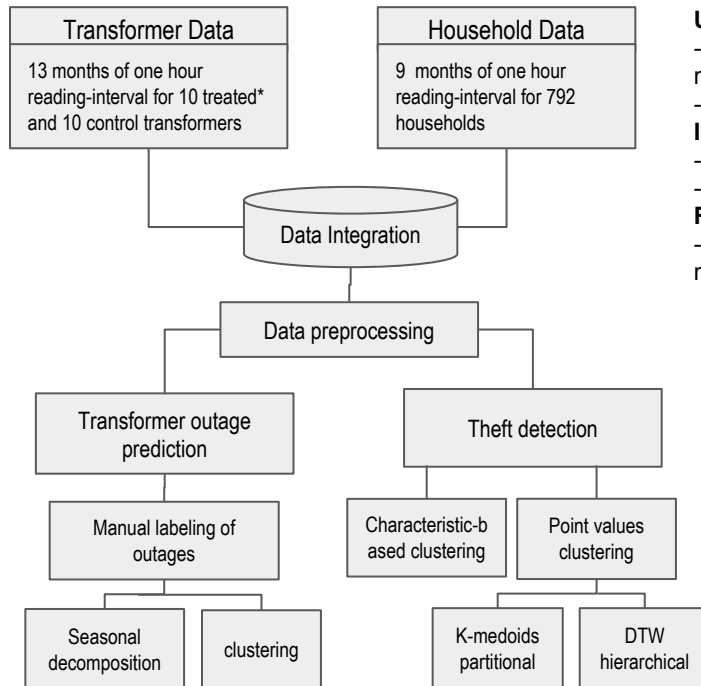 Transformer Data
13 months of one hour
reading-interval for 10 treated*
and 10 control transformers
Household Data
9 months of one hour
reading-interval for 792
households
Data Integration
Data preprocessing
Transformer outage
prediction
Theft detection
Manual labeling of
outages
Characteristic-b
ased clustering
Point values
clustering
Seasonal
decomposition
clustering
K-medoids
partitional
DTW
hierarchical